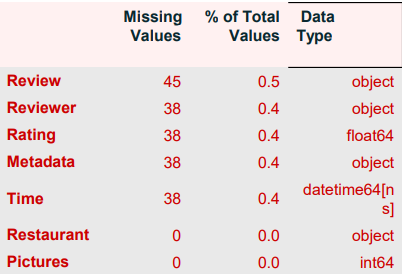 Missing Values % of Total Values Data Type
Review 45 0.5 object
Reviewer 38 0.4 object
Rating 38 0.4 float64
Metadata 38 0.4 object
Time 38 0.4 datetime64[ns]
Restaurant 0 0.0 object
Pictures 0 0.0 int64